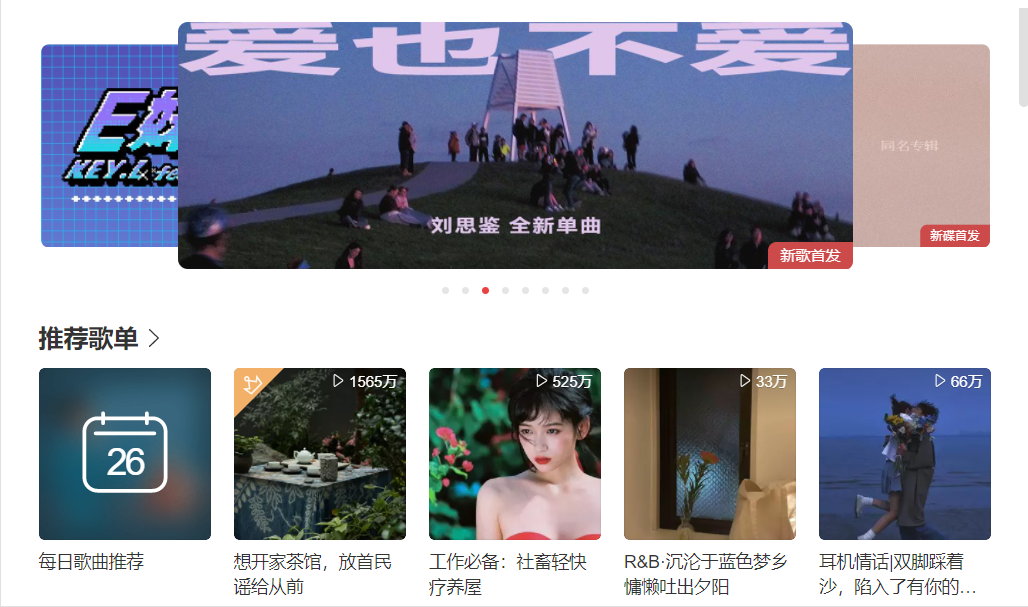 爱也不爱
KEY.L
刘思鉴 全新单曲
新歌首发
同名专辑
新碟首发
推荐歌单
26
1565万
525万
33万
66万
每日歌曲推荐
想开家茶馆，放首民
谣给从前
工作必备：社畜轻快
疗养屋
R&B·沉沦于蓝色梦乡
慵懒吐出夕阳
耳机情话|双脚踩着
沙，陷入了有你的…